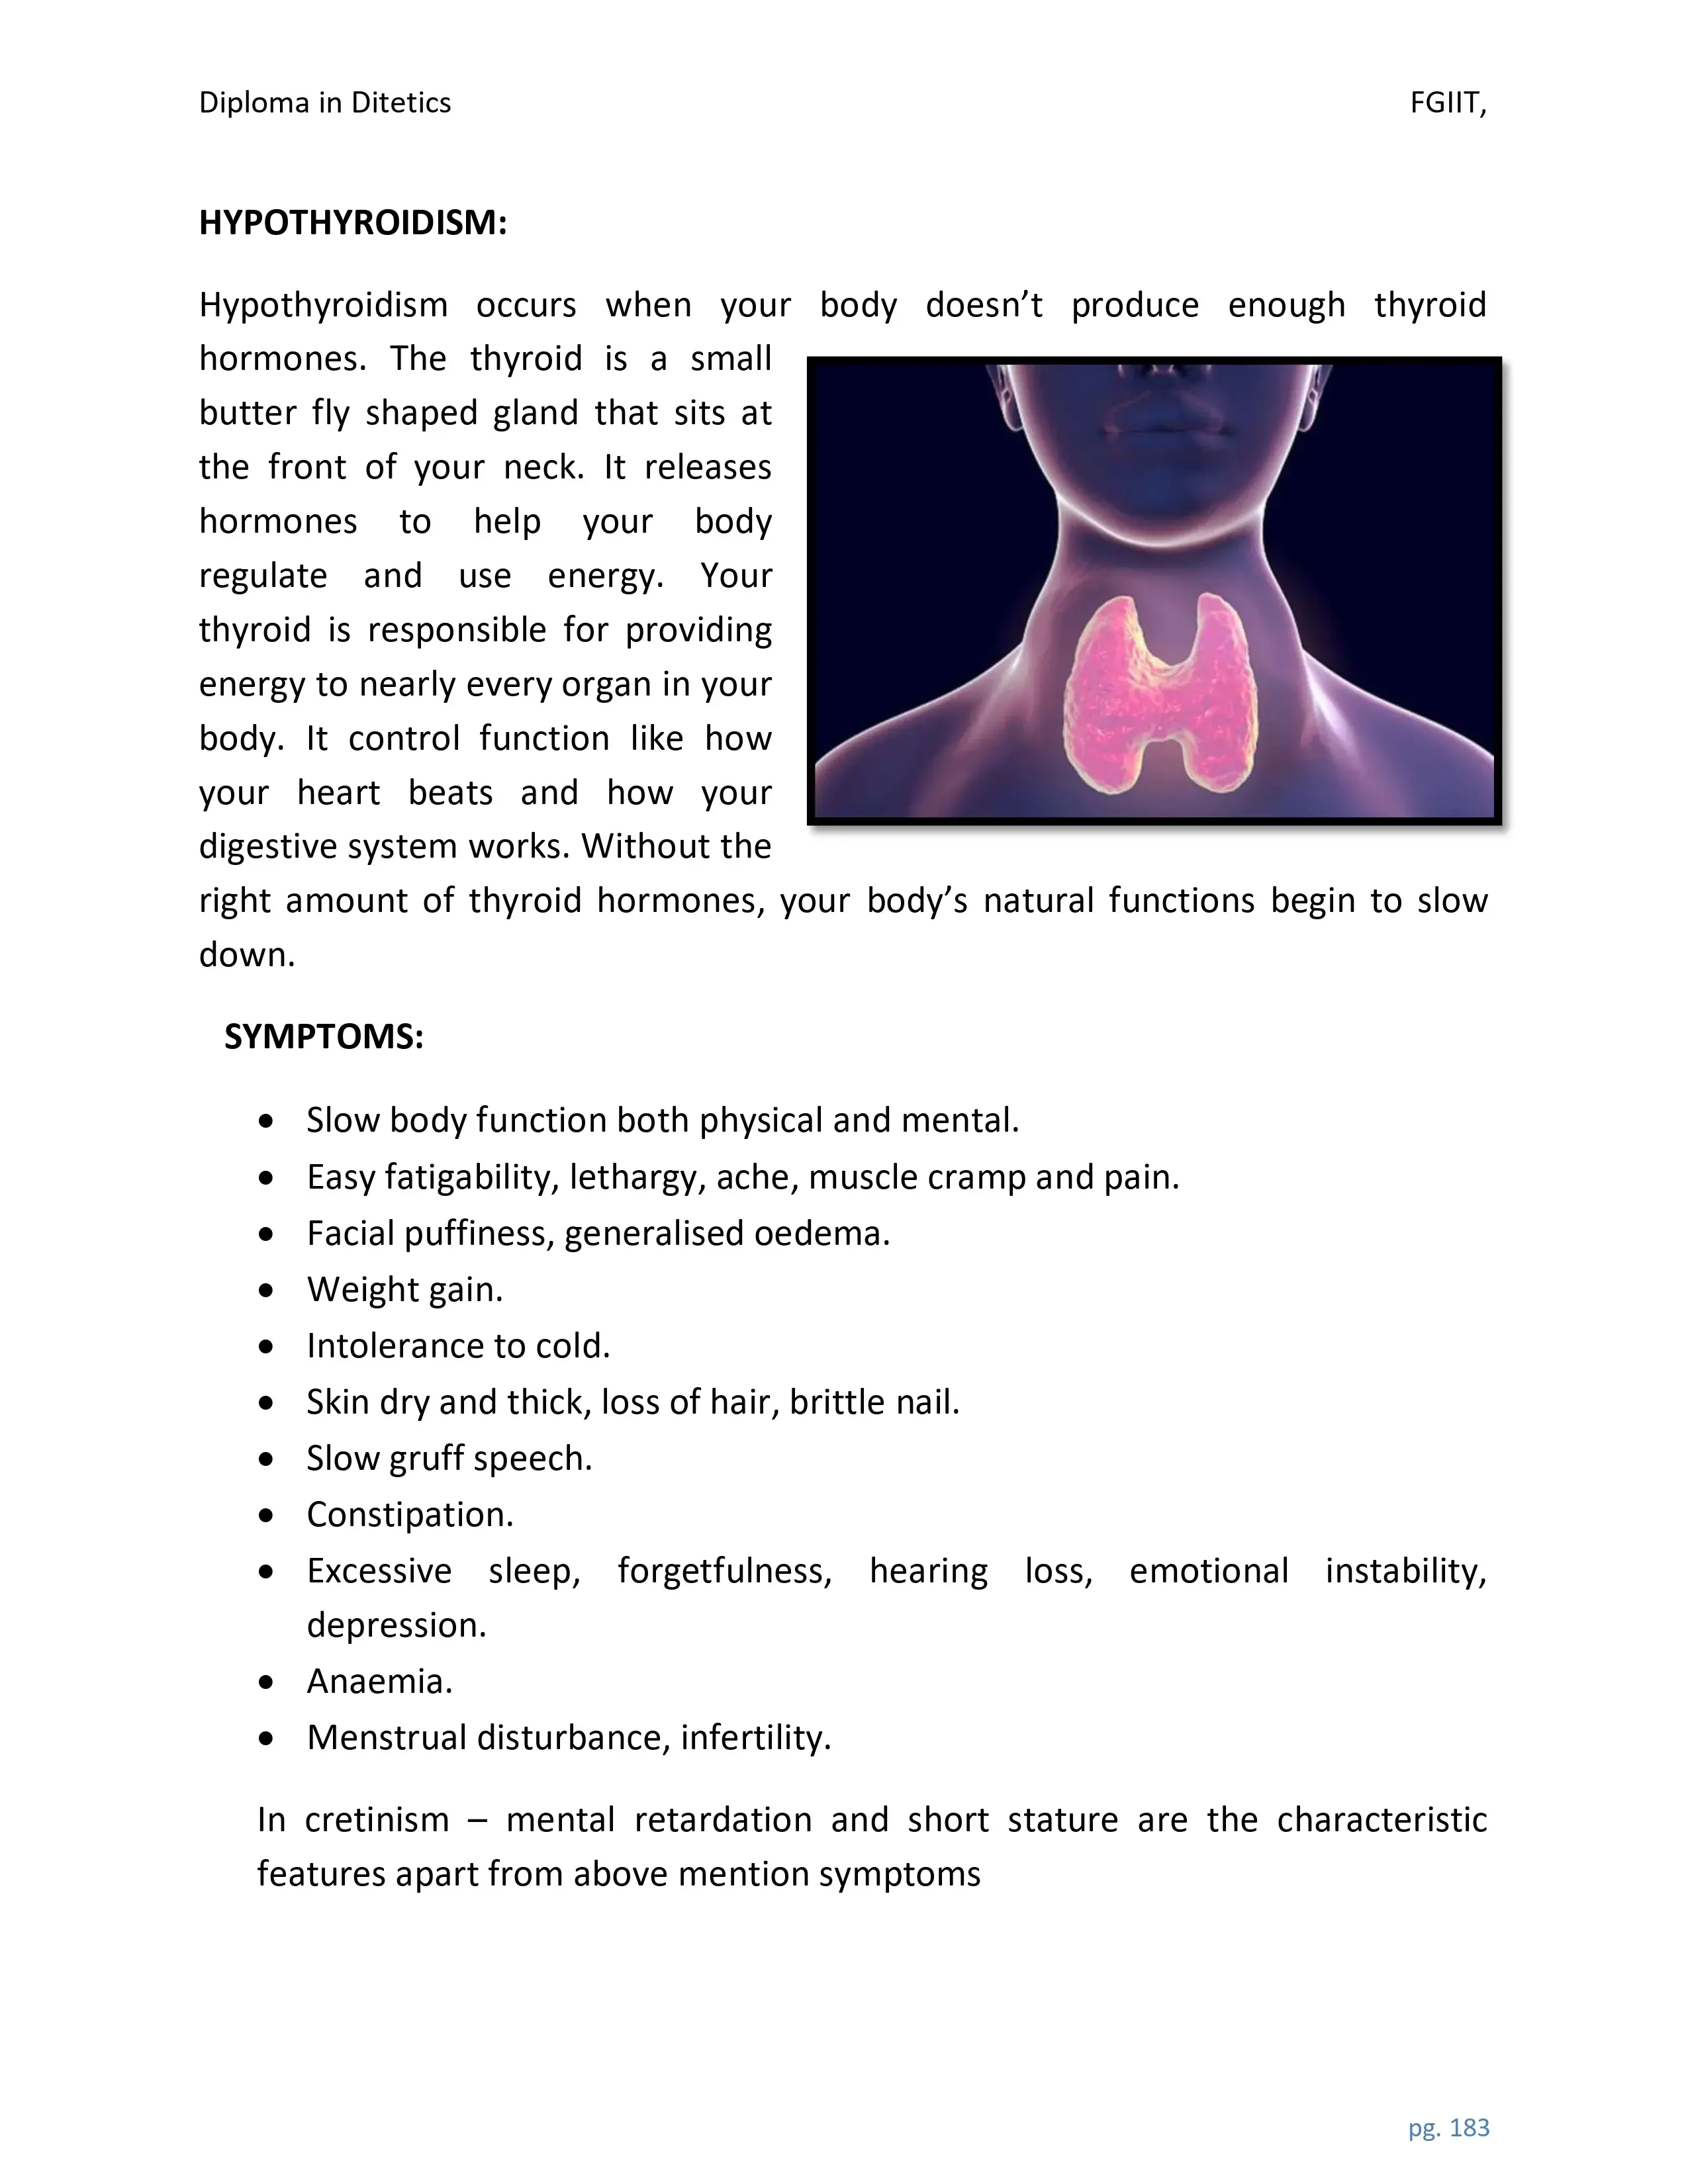 Diploma in Ditetics FGIIT,
HYPOTHYROIDISM:
Hypothyroidism occurs when your body doesn’t produce enough thyroid
hormones. The thyroid is a small
butter fly shaped gland that sits at
the front of your neck. It releases
hormones to help your body
regulate and use energy. Your
thyroid is responsible for providing
energy to nearly every organ in your
body. It control function like how
your heart beats and how your
digestive system works. Without the
right amount of thyroid hormones, your body’s natural functions begin to slow
down.
SYMPTOMS:
• Slow body function both physical and mental.
• Easy fatigability, lethargy, ache, muscle cramp and pain.
• Facial puffiness, generalised oedema.
• Weight gain.
• Intolerance to cold.
• Skin dry and thick, loss of hair, brittle nail.
• Slow gruff speech.
• Constipation.
• Excessive sleep, forgetfulness, hearing loss, emotional instability,
depression.
• Anaemia.
• Menstrual disturbance, infertility.
In cretinism – mental retardation and short stature are the characteristic
features apart from above mention symptoms
pg. 183